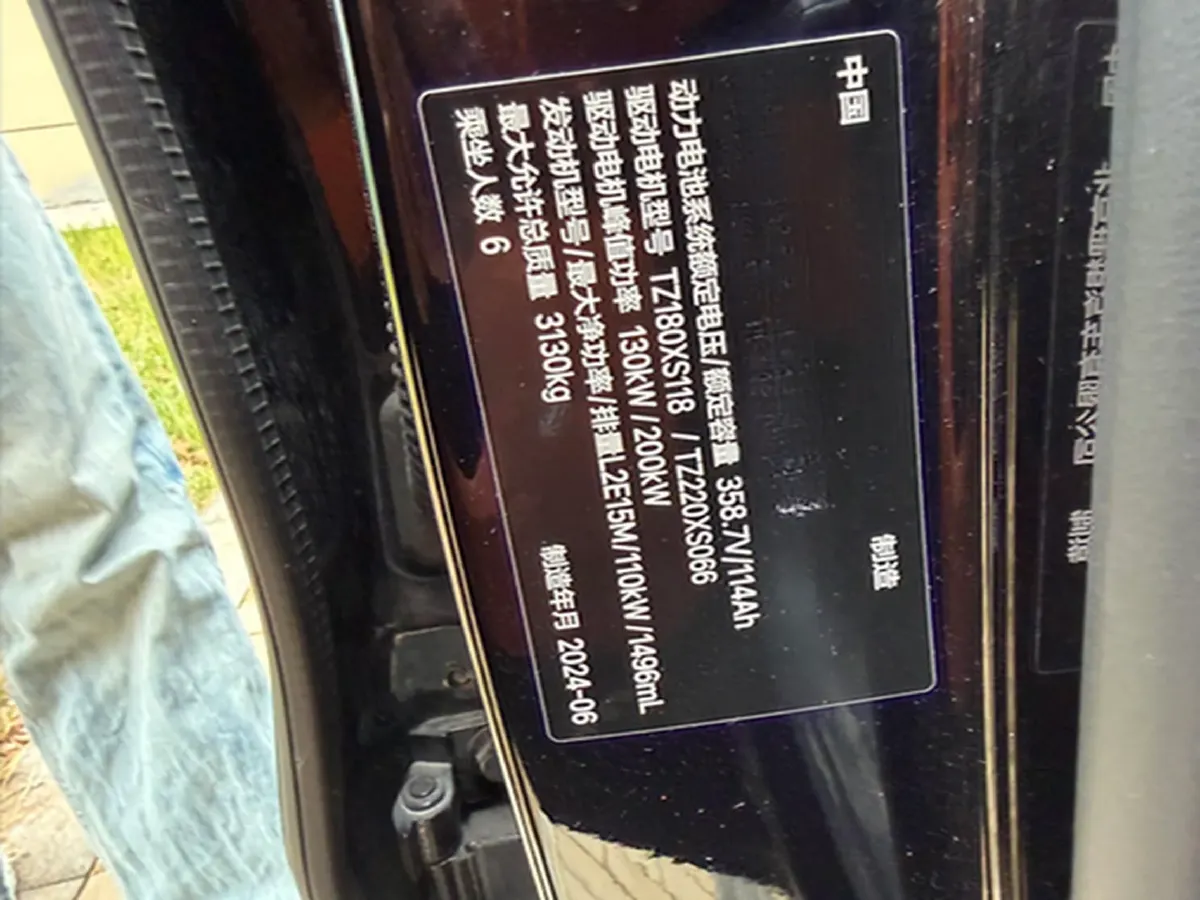 中国 制造
动力电池系统额定电压/额定容量 358.7V/114Ah
驱动电机型号 TZ180XS118 / TZ220XS066
驱动电机峰值功率 130kW/200kW
发动机型号/最大净功率/排量L2E15M/110kW/1496mL
最大允许总质量 3130kg 制造年月 2024-06
乘坐人数 6
制造